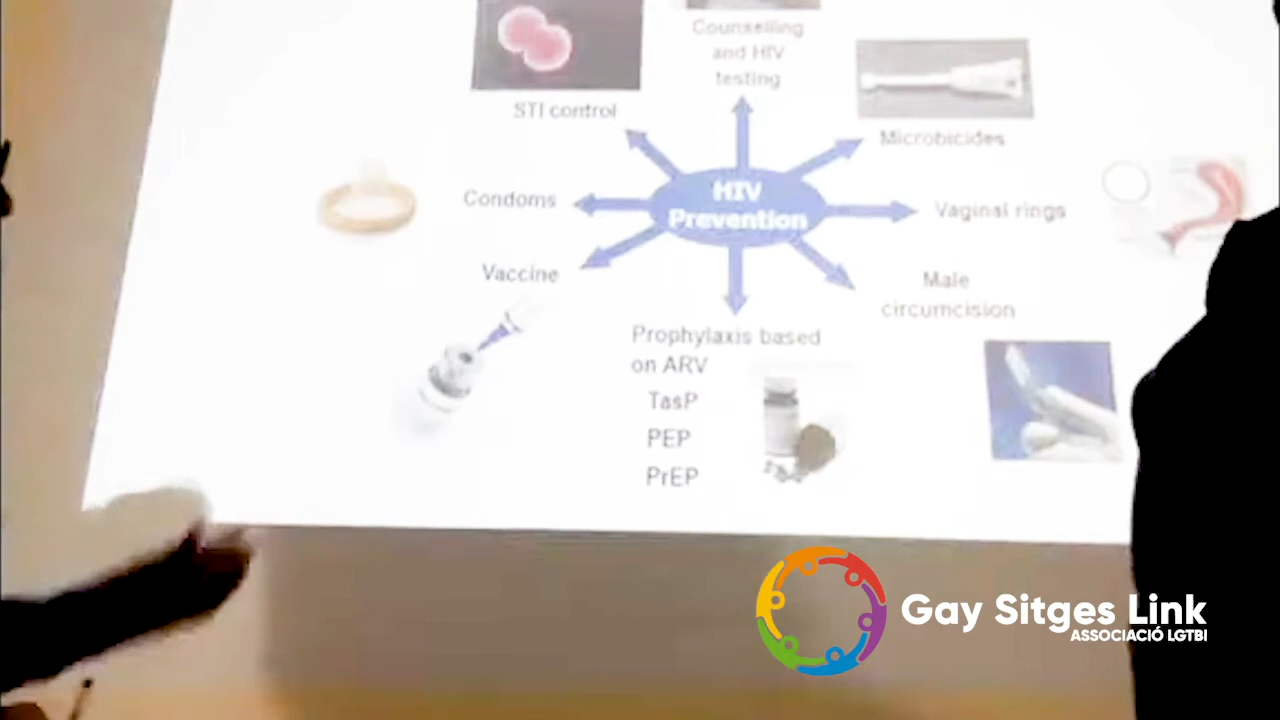 Counselling
and HIV
testing
STI control
Microbicides
HIV
Prevention
Condoms
Vaginal rings
Vaccine
Male
circumcision
Prophylaxis based
on ARV
TasP
PEP
PrEP
Gay Sitges Link
ASSOCIACIÓ LGTBI